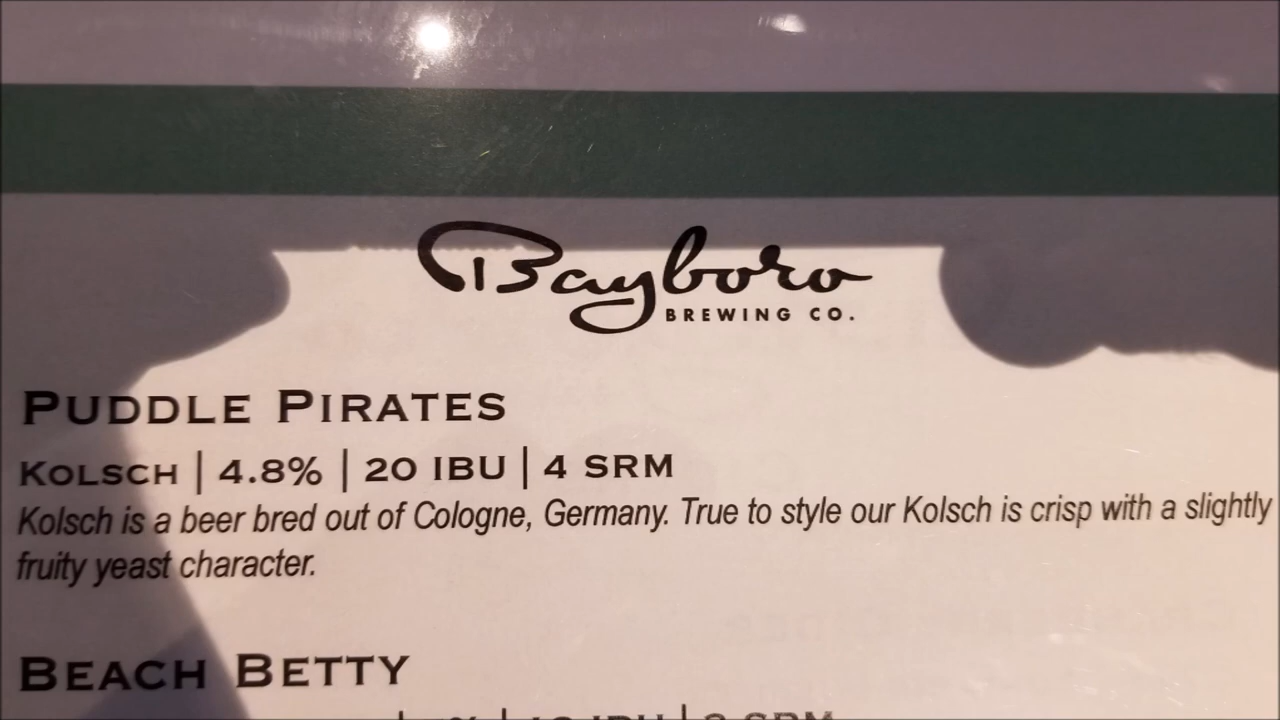 Bayboro
BREWING CO.
PUDDLE PIRATES
KOLSCH | 4.8% | 20 IBU | 4 SRM
Kolsch is a beer bred out of Cologne, Germany. True to style our Kolsch is crisp with a slightly
fruity yeast character.
BEACH BETTY